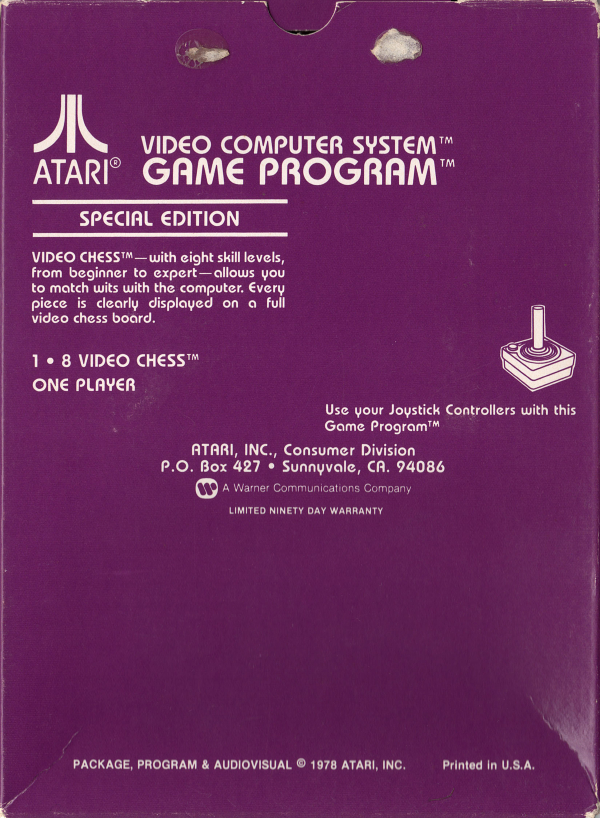 VIDEO COMPUTER SYSTEM™
ATARI® GAME PROGRAM™
SPECIAL EDITION
VIDEO CHESS™—with eight skill levels,
from beginner to expert—allows you
to match wits with the computer. Every
piece is clearly displayed on a full
video chess board.
1 • 8 VIDEO CHESS™
ONE PLAYER
Use your Joystick Controllers with this
Game Program™
ATARI, INC., Consumer Division
P.O. Box 427 • Sunnyvale, CA. 94086
A Warner Communications Company
LIMITED NINETY DAY WARRANTY
PACKAGE, PROGRAM & AUDIOVISUAL © 1978 ATARI, INC. Printed in U.S.A.